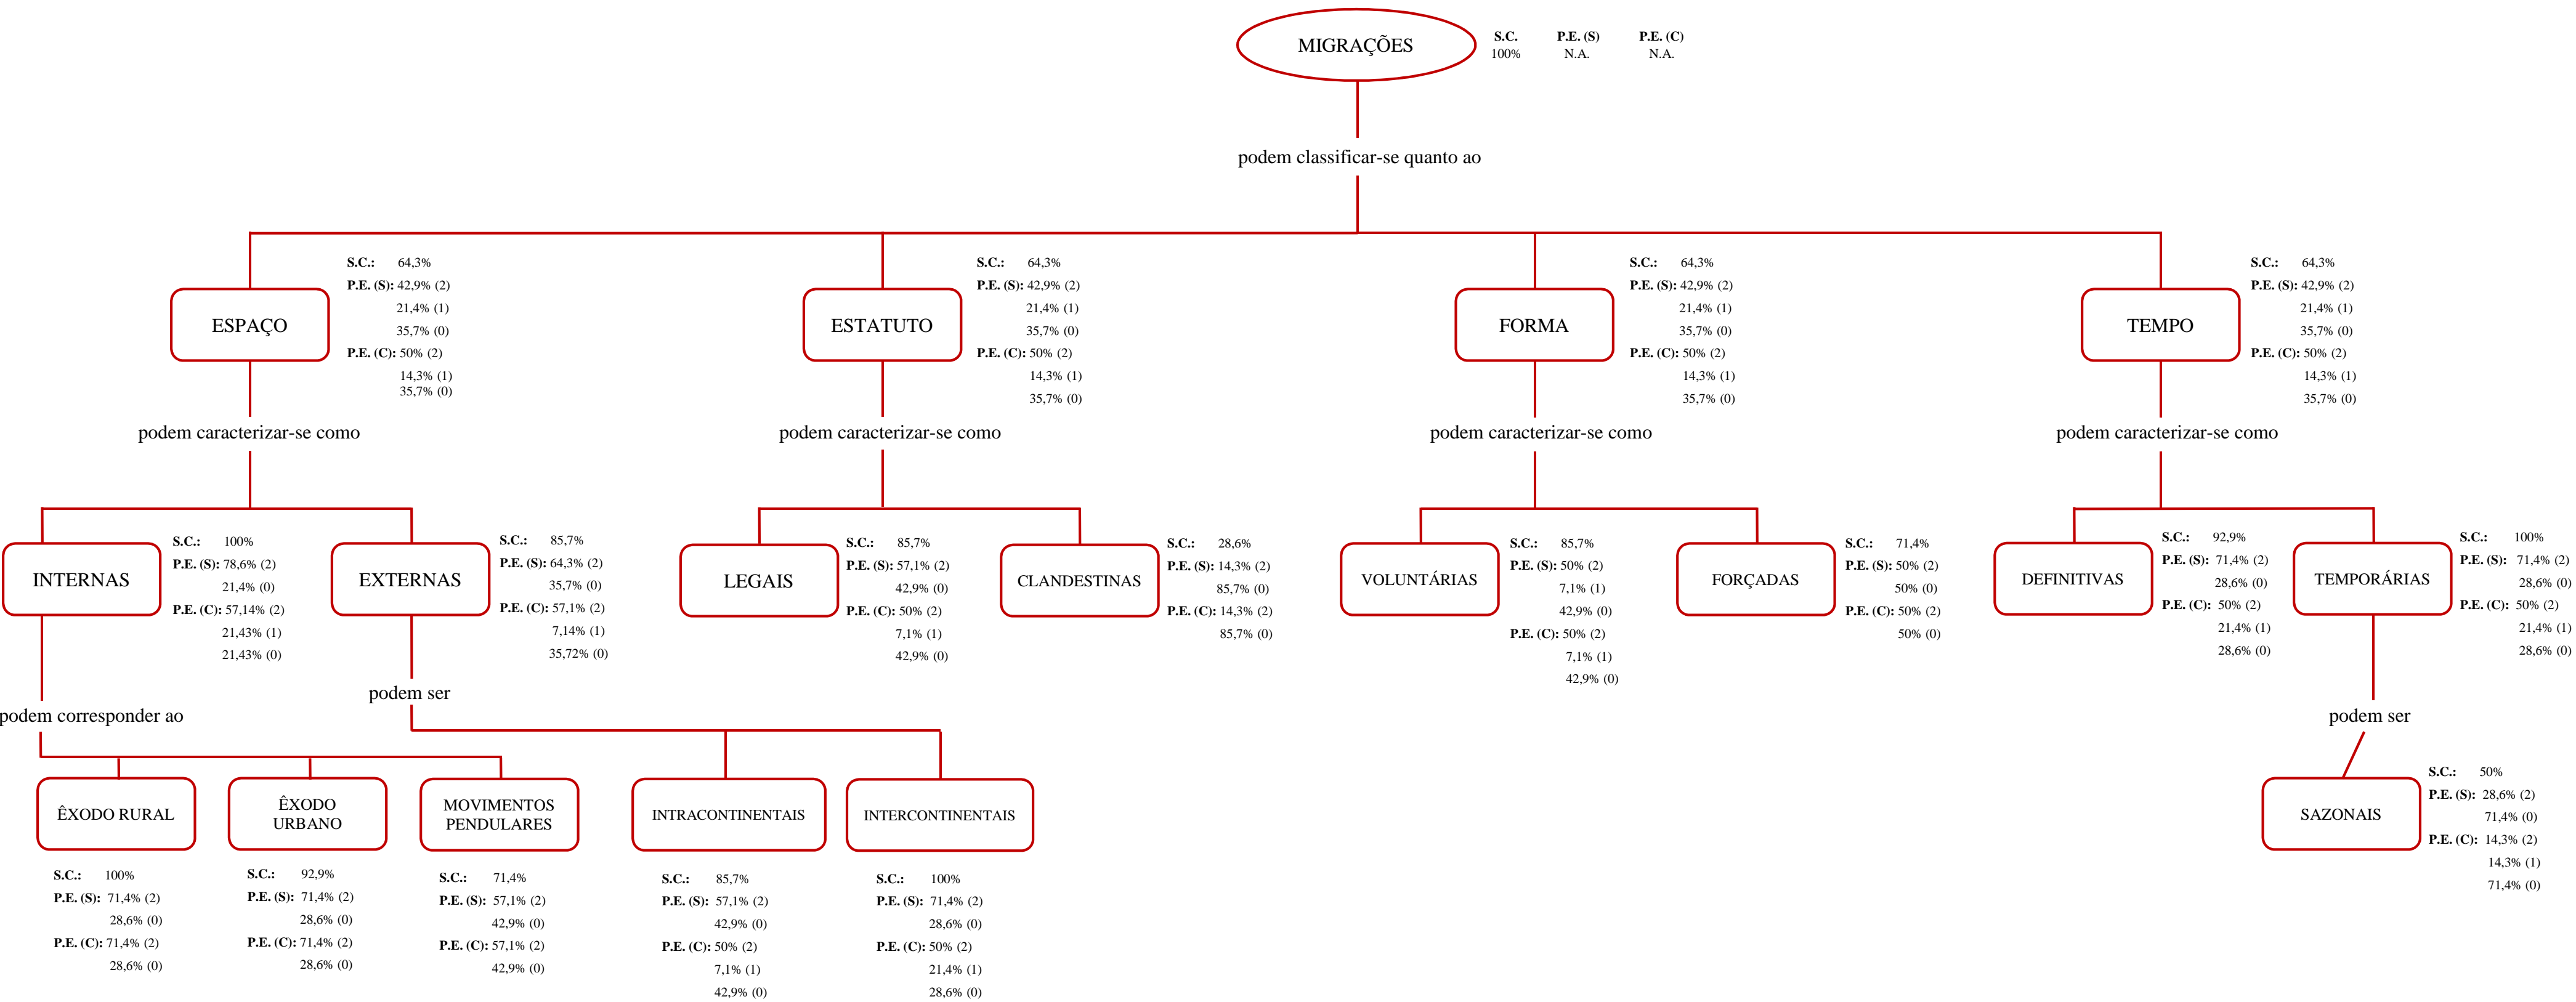 MIGRAÇÕES
S.C. P.E. (S) P.E. (C)
100% N.A. N.A.
podem classificar-se quanto ao
ESPAÇO
S.C.: 64,3%
P.E. (S): 42,9% (2)
21,4% (1)
35,7% (0)
P.E. (C): 50% (2)
14,3% (1)
35,7% (0)
ESTATUTO
S.C.: 64,3%
P.E. (S): 42,9% (2)
21,4% (1)
35,7% (0)
P.E. (C): 50% (2)
14,3% (1)
35,7% (0)
FORMA
S.C.: 64,3%
P.E. (S): 42,9% (2)
21,4% (1)
35,7% (0)
P.E. (C): 50% (2)
14,3% (1)
35,7% (0)
TEMPO
S.C.: 64,3%
P.E. (S): 42,9% (2)
21,4% (1)
35,7% (0)
P.E. (C): 50% (2)
14,3% (1)
35,7% (0)
podem caracterizar-se como
podem caracterizar-se como
podem caracterizar-se como
podem caracterizar-se como
INTERNAS
S.C.: 100%
P.E. (S): 78,6% (2)
21,4% (0)
P.E. (C): 57,14% (2)
21,43% (1)
21,43% (0)
EXTERNAS
S.C.: 85,7%
P.E. (S): 64,3% (2)
35,7% (0)
P.E. (C): 57,1% (2)
7,14% (1)
35,72% (0)
LEGAIS
S.C.: 85,7%
P.E. (S): 57,1% (2)
42,9% (0)
P.E. (C): 50% (2)
7,1% (1)
42,9% (0)
CLANDESTINAS
S.C.: 28,6%
P.E. (S): 14,3% (2)
85,7% (0)
P.E. (C): 14,3% (2)
85,7% (0)
VOLUNTÁRIAS
S.C.: 85,7%
P.E. (S): 50% (2)
7,1% (1)
42,9% (0)
P.E. (C): 50% (2)
7,1% (1)
42,9% (0)
FORÇADAS
S.C.: 71,4%
P.E. (S): 50% (2)
50% (0)
P.E. (C): 50% (2)
50% (0)
DEFINITIVAS
S.C.: 92,9%
P.E. (S): 71,4% (2)
28,6% (0)
P.E. (C): 50% (2)
21,4% (1)
28,6% (0)
TEMPORÁRIAS
S.C.: 100%
P.E. (S): 71,4% (2)
28,6% (0)
P.E. (C): 50% (2)
21,4% (1)
28,6% (0)
podem corresponder ao
podem ser
podem ser
ÊXODO RURAL
S.C.: 100%
P.E. (S): 71,4% (2)
28,6% (0)
P.E. (C): 71,4% (2)
28,6% (0)
ÊXODO
URBANO
S.C.: 92,9%
P.E. (S): 71,4% (2)
28,6% (0)
P.E. (C): 71,4% (2)
28,6% (0)
MOVIMENTOS
PENDULARES
S.C.: 71,4%
P.E. (S): 57,1% (2)
42,9% (0)
P.E. (C): 57,1% (2)
42,9% (0)
INTRACONTINENTAIS
S.C.: 85,7%
P.E. (S): 57,1% (2)
42,9% (0)
P.E. (C): 50% (2)
7,1% (1)
42,9% (0)
INTERCONTINENTAIS
S.C.: 100%
P.E. (S): 71,4% (2)
28,6% (0)
P.E. (C): 50% (2)
21,4% (1)
28,6% (0)
SAZONAIS
S.C.: 50%
P.E. (S): 28,6% (2)
71,4% (0)
P.E. (C): 14,3% (2)
14,3% (1)
71,4% (0)